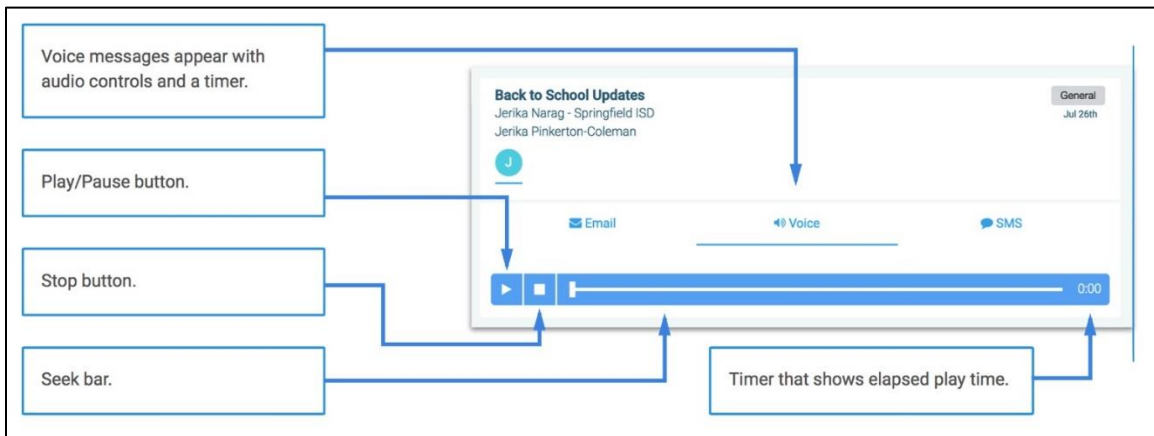 Voice messages appear with
audio controls and a timer.
Play/Pause button.
Stop button.
Seek bar.
Back to School Updates
Jerika Narag - Springfield ISD
Jerika Pinkerton-Coleman
General
Jul 26th
J
Email
Voice
SMS
0:00
Timer that shows elapsed play time.